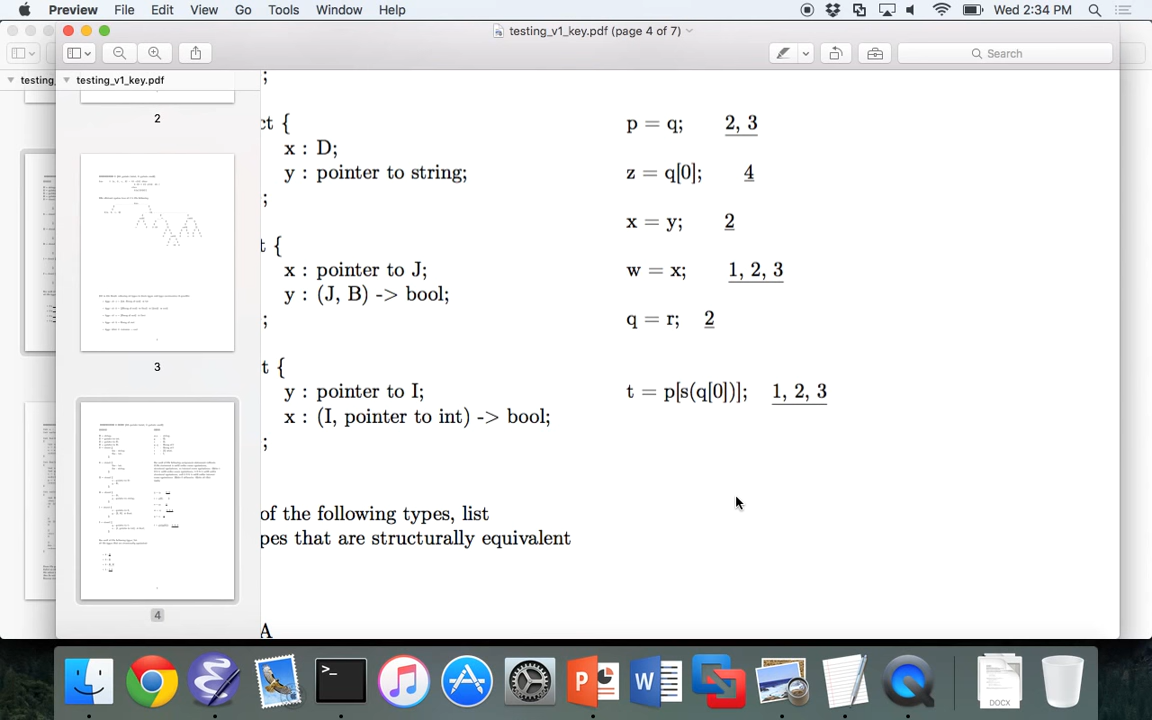 Preview File Edit View Go Tools Window Help Wed 2:34 PM
testing_v1_key.pdf (page 4 of 7)
Search
testing
testing_v1_key.pdf
2
3
4
;
ct {
x : D;
y : pointer to string;
;
t {
x : pointer to J;
y : (J, B) -> bool;
;
t {
y : pointer to I;
x : (I, pointer to int) -> bool;
;
of the following types, list
pes that are structurally equivalent
A
p = q; 2, 3
z = q[0]; 4
x = y; 2
w = x; 1, 2, 3
q = r; 2
t = p[s(q[0])]; 1, 2, 3
DOCX